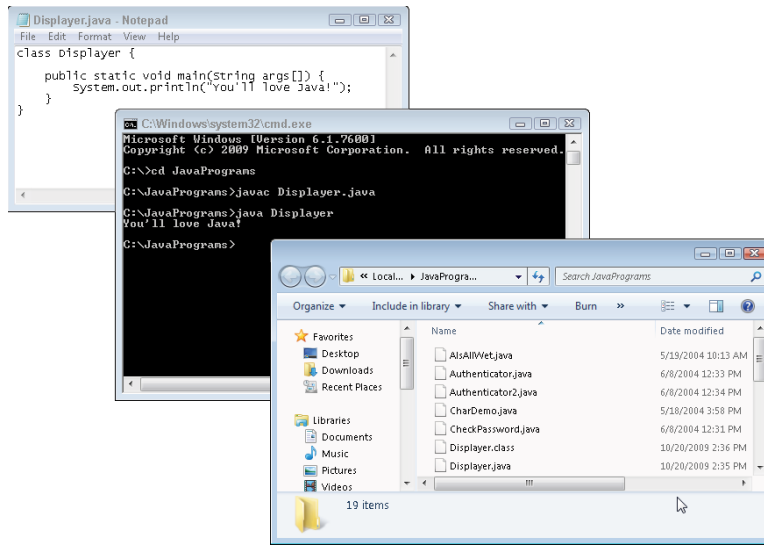 Displayer.java - Notepad
File Edit Format View Help
class Displayer {
public static void main(String args[]) {
System.out.println("You'll love Java!");
}
}
C:\Windows\system32\cmd.exe
Microsoft Windows [Version 6.1.7600]
Copyright (c) 2009 Microsoft Corporation. All rights reserved.
C:\>cd JavaPrograms
C:\JavaPrograms>javac Displayer.java
C:\JavaPrograms>java Displayer
You'll love Java!
C:\JavaPrograms>
« Local... JavaProgra... Search JavaPrograms
Organize Include in library Share with Burn »
Favorites
Desktop
Downloads
Recent Places
Libraries
Documents
Music
Pictures
Videos
Name Date modified
AlsAllWet.java 5/19/2004 10:13 AM
Authenticator.java 6/8/2004 12:33 PM
Authenticator2.java 6/8/2004 12:34 PM
CharDemo.java 5/18/2004 3:58 PM
CheckPassword.java 6/8/2004 12:31 PM
Displayer.class 10/20/2009 2:36 PM
Displayer.java 10/20/2009 2:35 PM
19 items